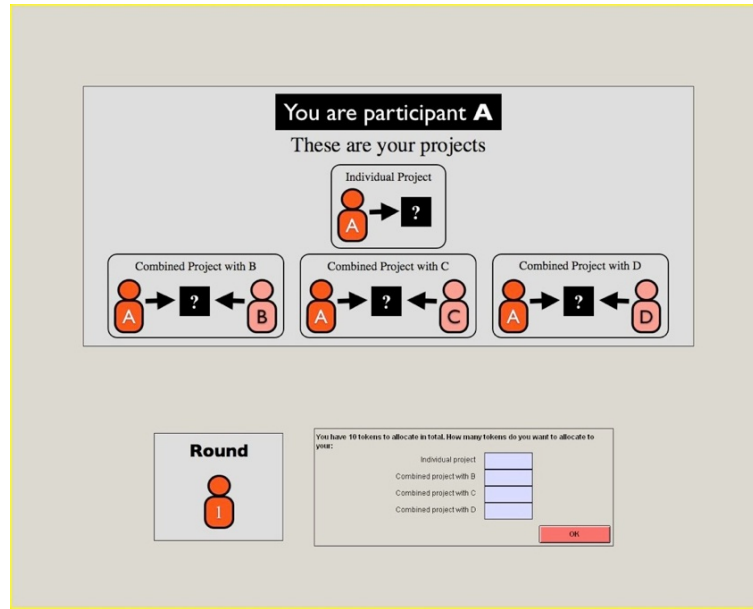 You are participant A
These are your projects
Individual Project
A ?
Combined Project with B
A ? B
Combined Project with C
A ? C
Combined Project with D
A ? D
Round
1
You have 10 tokens to allocate in total. How many tokens do you want to allocate to
your:
Individual project
Combined project with B
Combined project with C
Combined project with D
OK